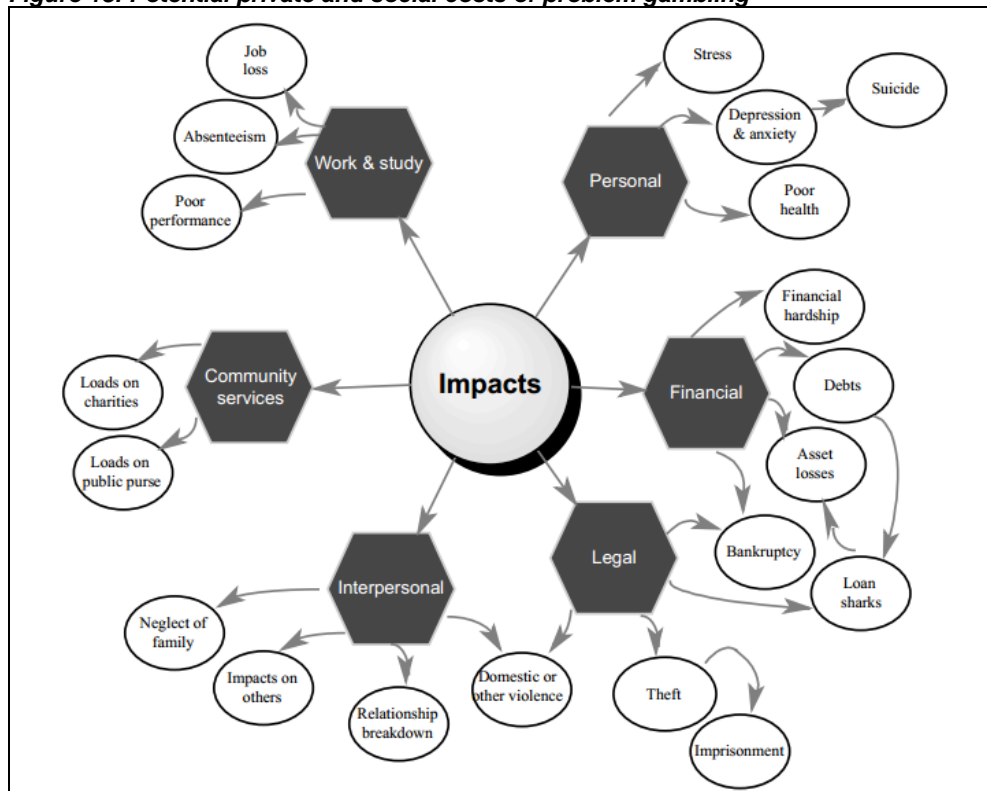 Figure 18: Potential private and social costs of problem gambling
Job
loss
Absenteeism
Poor
performance
Work & study
Stress
Depression
& anxiety
Suicide
Personal
Poor
health
Financial
hardship
Community
services
Loads on
charities
Loads on
public purse
Impacts
Financial
Debts
Asset
losses
Bankruptcy
Loan
sharks
Legal
Interpersonal
Neglect of
family
Impacts on
others
Relationship
breakdown
Domestic or
other violence
Theft
Imprisonment